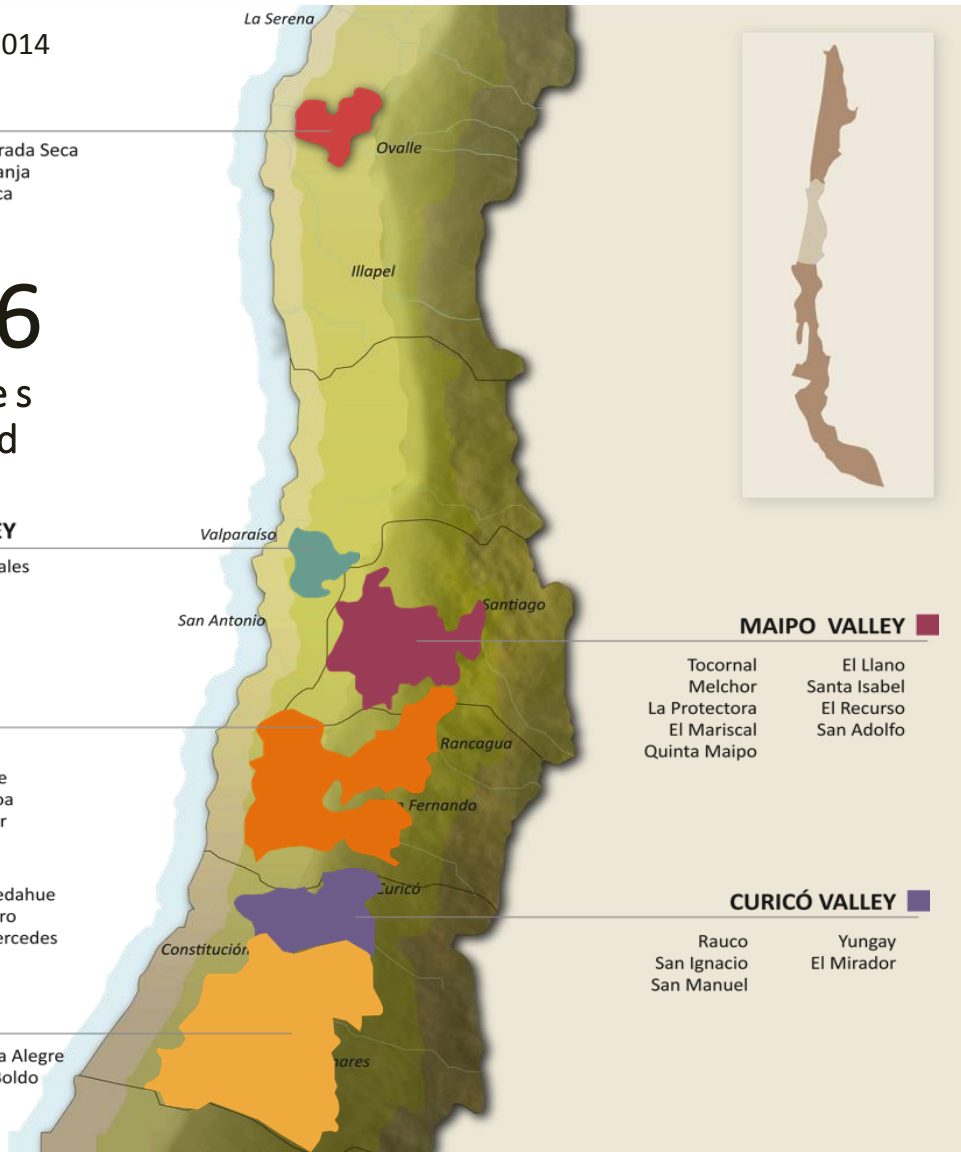 La Serena
014
rada Seca
anja
ca
Ovalle
Illapel
6
e s
d
EY
ales
Valparaíso
San Antonio
Santiago
MAIPO VALLEY
Tocornal El Llano
Melchor Santa Isabel
La Protectora El Recurso
El Mariscal San Adolfo
Quinta Maipo
Rancagua
n Fernando
e
pa
r
edahue
ro
ercedes
Curicó
CURICÓ VALLEY
Rauco Yungay
San Ignacio El Mirador
San Manuel
Constitución
a Alegre
Boldo
nares